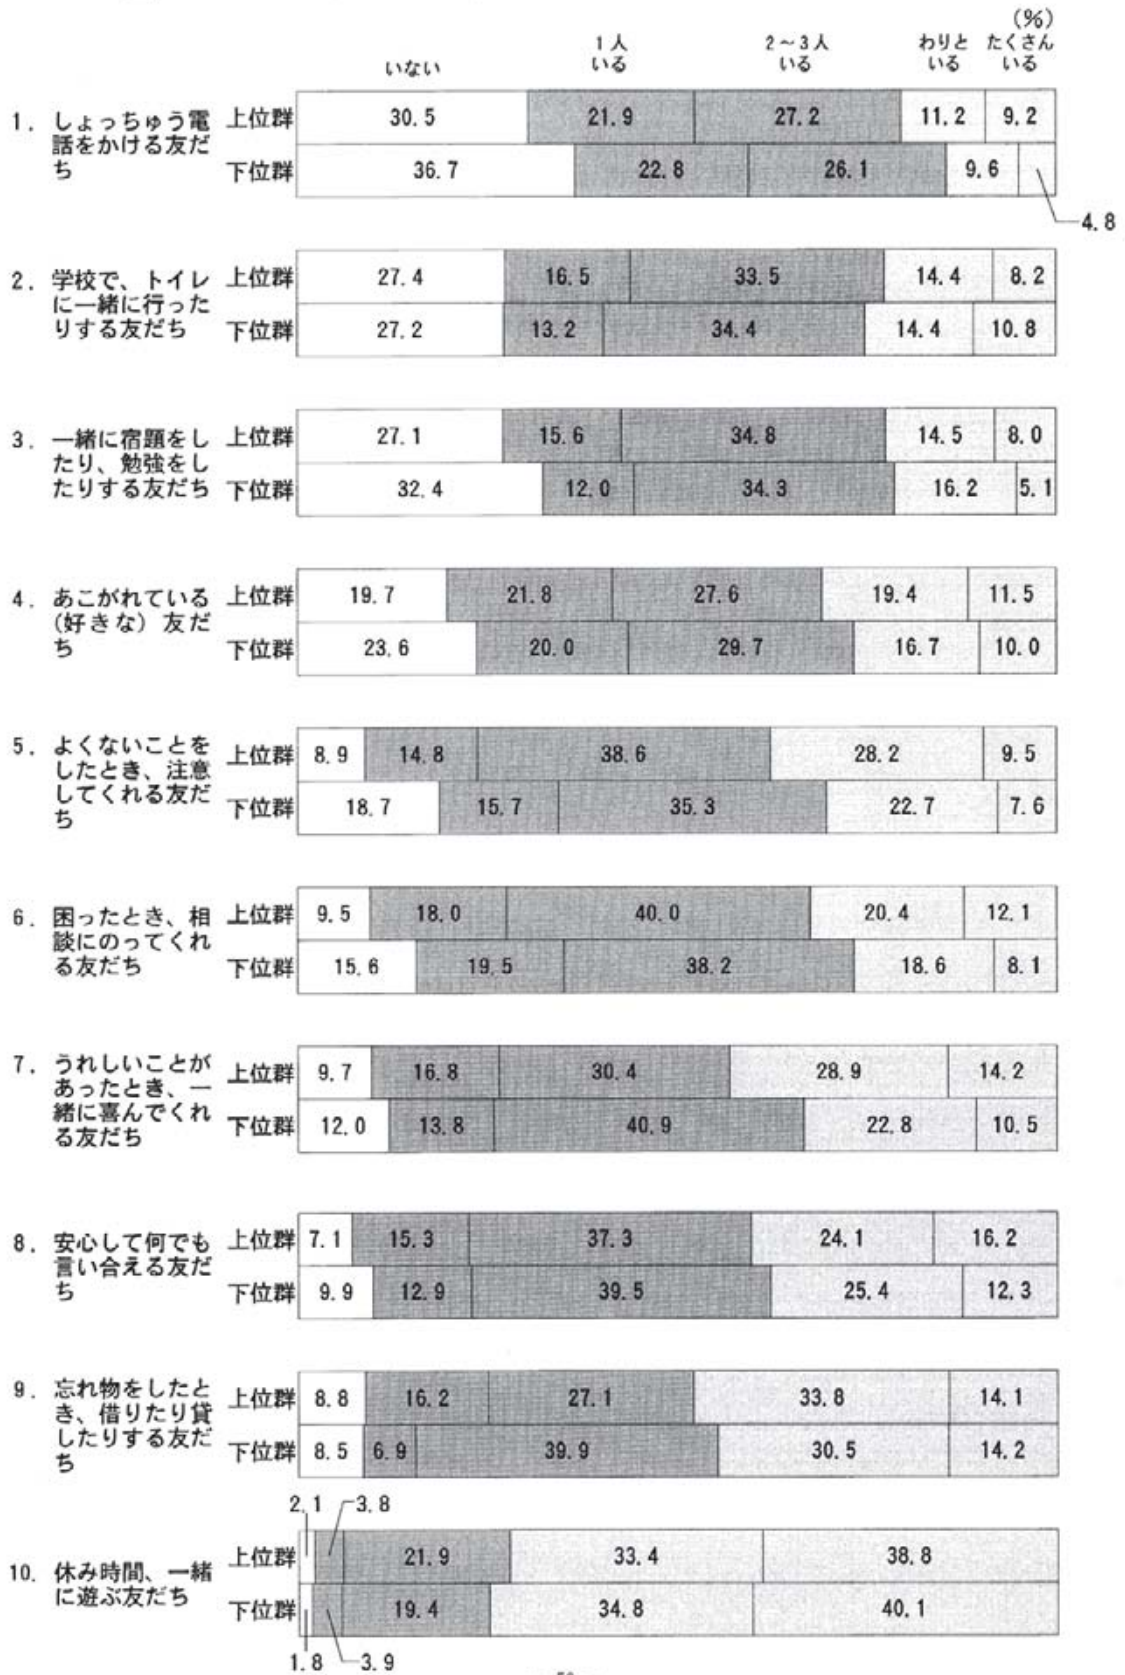 (%)
いない
1人
いる
2～3人
いる
わりと
いる
たくさん
いる
1. しょっちゅう電
話をかける友だ
ち
上位群 30.5 21.9 27.2 11.2 9.2
下位群 36.7 22.8 26.1 9.6 4.8
2. 学校で、トイレ
に一緒に行った
りする友だち
上位群 27.4 16.5 33.5 14.4 8.2
下位群 27.2 13.2 34.4 14.4 10.8
3. 一緒に宿題をし
たり、勉強をし
たりする友だち
上位群 27.1 15.6 34.8 14.5 8.0
下位群 32.4 12.0 34.3 16.2 5.1
4. あこがれている
(好きな) 友だ
ち
上位群 19.7 21.8 27.6 19.4 11.5
下位群 23.6 20.0 29.7 16.7 10.0
5. よくないことを
したとき、注意
してくれる友だ
ち
上位群 8.9 14.8 38.6 28.2 9.5
下位群 18.7 15.7 35.3 22.7 7.6
6. 困ったとき、相
談にのってくれ
る友だち
上位群 9.5 18.0 40.0 20.4 12.1
下位群 15.6 19.5 38.2 18.6 8.1
7. うれしいことが
あったとき、一
緒に喜んでくれ
る友だち
上位群 9.7 16.8 30.4 28.9 14.2
下位群 12.0 13.8 40.9 22.8 10.5
8. 安心して何でも
言い合える友だ
ち
上位群 7.1 15.3 37.3 24.1 16.2
下位群 9.9 12.9 39.5 25.4 12.3
9. 忘れ物をしたと
き、借りたり貸
したりする友だ
ち
上位群 8.8 16.2 27.1 33.8 14.1
下位群 8.5 6.9 39.9 30.5 14.2
10. 休み時間、一緒
に遊ぶ友だち
上位群 2.1 3.8 21.9 33.4 38.8
下位群 1.8 3.9 19.4 34.8 40.1